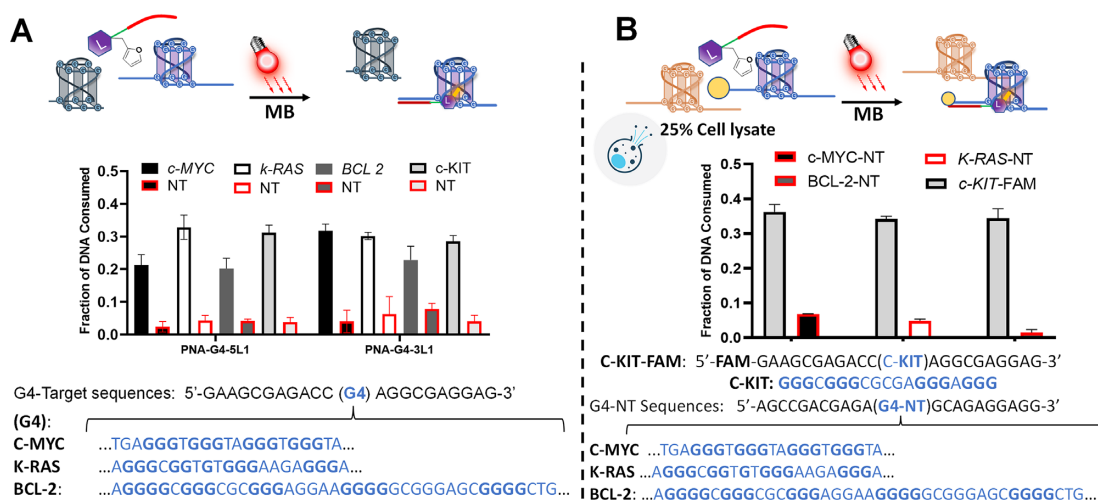 A
L
O
MB
L
c-MYC
k-RAS
BCL 2
c-KIT
NT
NT
NT
NT
Fraction of DNA Consumed
0.5
0.4
0.3
0.2
0.1
0.0
PNA-G4-5L1
PNA-G4-3L1
G4-Target sequences: 5’-GAAGCGAGACC (G4) AGGCGAGGAG-3’
(G4):
C-MYC ...TGAGGGTGGGTAGGGTGGGTA...
K-RAS ...AGGGCGGTGTGGGAAGAGGGA...
BCL-2: ...AGGGGCGGGCGCGGGAGGAAGGGGGCGGGAGCGGGGCTG...
B
L
O
MB
L
25% Cell lysate
c-MYC-NT
K-RAS-NT
BCL-2-NT
c-KIT-FAM
Fraction of DNA Consumed
0.5
0.4
0.3
0.2
0.1
0.0
C-KIT-FAM: 5’-FAM-GAAGCGAGACC(C-KIT)AGGCGAGGAG-3’
C-KIT: GGGCGGGCGCGAGGGAGGG
G4-NT Sequences: 5’-AGCCGACGAGA(G4-NT)GCAGAGGAGG-3’
C-MYC ...TGAGGGTGGGTAGGGTGGGTA...
K-RAS ...AGGGCGGTGTGGGAAGAGGGA...
BCL-2: ...AGGGGCGGGCGCGGGAGGAAGGGGGCGGGAGCGGGGCTG...